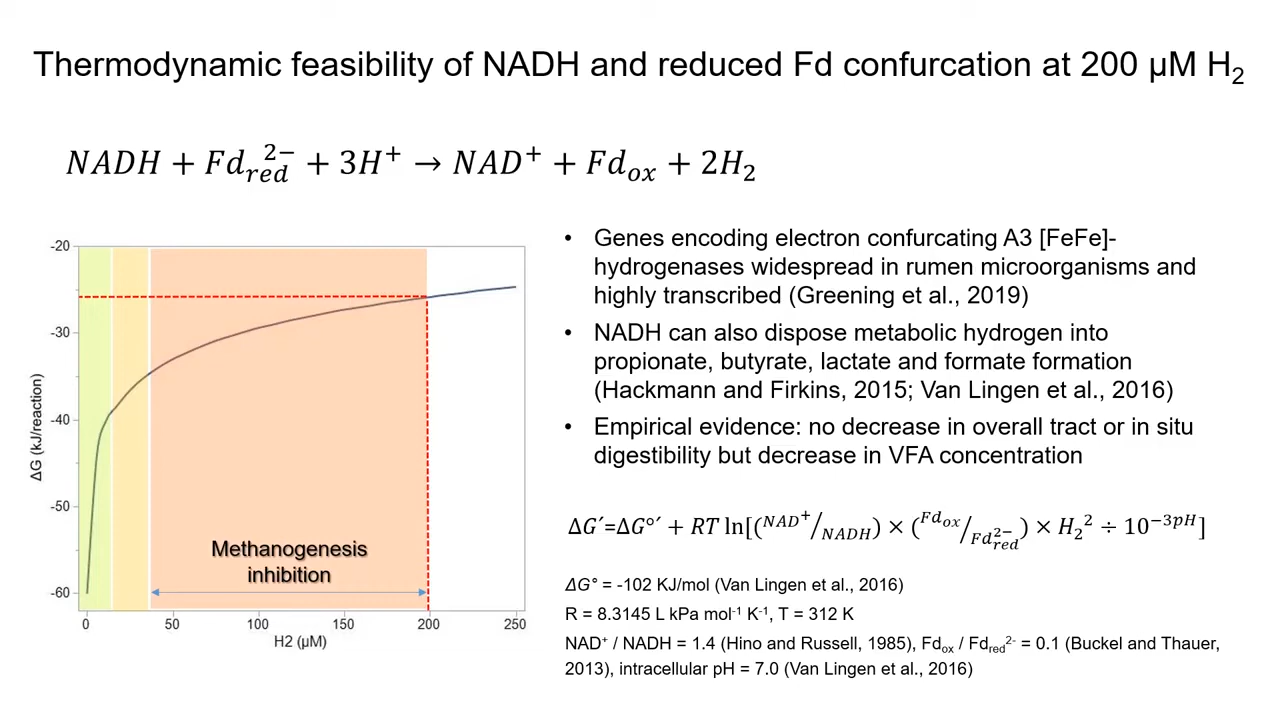 Thermodynamic feasibility of NADH and reduced Fd confurcation at 200 µM H₂
NADH + Fd_red^2− + 3H⁺ → NAD⁺ + Fd_ox + 2H₂
-20
-30
-40
-50
-60
ΔG (kJ/reaction)
Methanogenesis
inhibition
0 50 100 150 200 250
H2 (µM)
• Genes encoding electron confurcating A3 [FeFe]-
hydrogenases widespread in rumen microorganisms and
highly transcribed (Greening et al., 2019)
• NADH can also dispose metabolic hydrogen into
propionate, butyrate, lactate and formate formation
(Hackmann and Firkins, 2015; Van Lingen et al., 2016)
• Empirical evidence: no decrease in overall tract or in situ
digestibility but decrease in VFA concentration
ΔG´=ΔG°´ + RT ln[(NAD⁺/NADH) × (Fd_ox/Fd_red^2−) × H₂² ÷ 10^−3pH]
ΔG° = -102 KJ/mol (Van Lingen et al., 2016)
R = 8.3145 L kPa mol⁻¹ K⁻¹, T = 312 K
NAD⁺ / NADH = 1.4 (Hino and Russell, 1985), Fd_ox / Fd_red^2- = 0.1 (Buckel and Thauer,
2013), intracellular pH = 7.0 (Van Lingen et al., 2016)